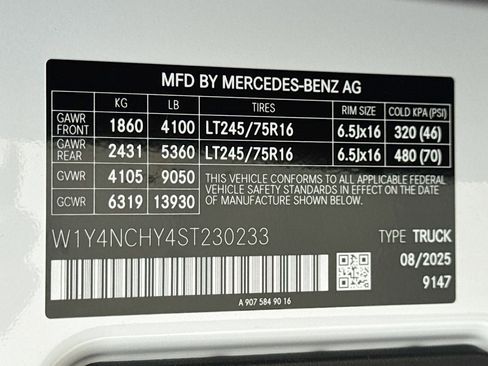 MFD BY MERCEDES-BENZ AG
KG LB TIRES RIM SIZE COLD KPA (PSI)
GAWR FRONT 1860 4100 LT245/75R16 6.5Jx16 320 (46)
GAWR REAR 2431 5360 LT245/75R16 6.5Jx16 480 (70)
GVWR 4105 9050 THIS VEHICLE CONFORMS TO ALL APPLICABLE FEDERAL MOTOR
GCWR 6319 13930 VEHICLE SAFETY STANDARDS IN EFFECT ON THE DATE OF
MANUFACTURE SHOWN BELOW.
W1Y4NCHY4ST230233 TYPE TRUCK
08/2025
9147
A 907 584 90 16